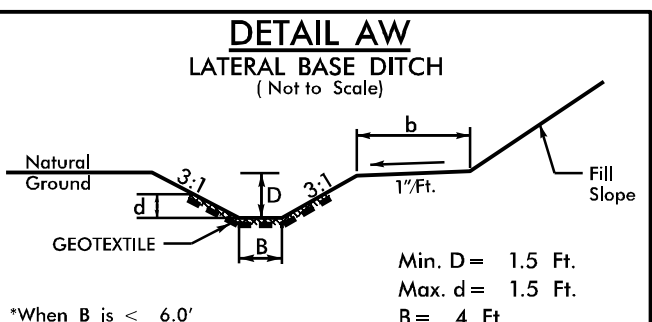 DETAIL AW
LATERAL BASE DITCH
( Not to Scale)
b
Natural
Ground
3:1
D
3:1
1"/Ft.
Fill
Slope
d
GEOTEXTILE
B
Min. D = 1.5 Ft.
Max. d = 1.5 Ft.
*When B is < 6.0'
B = 4 Ft